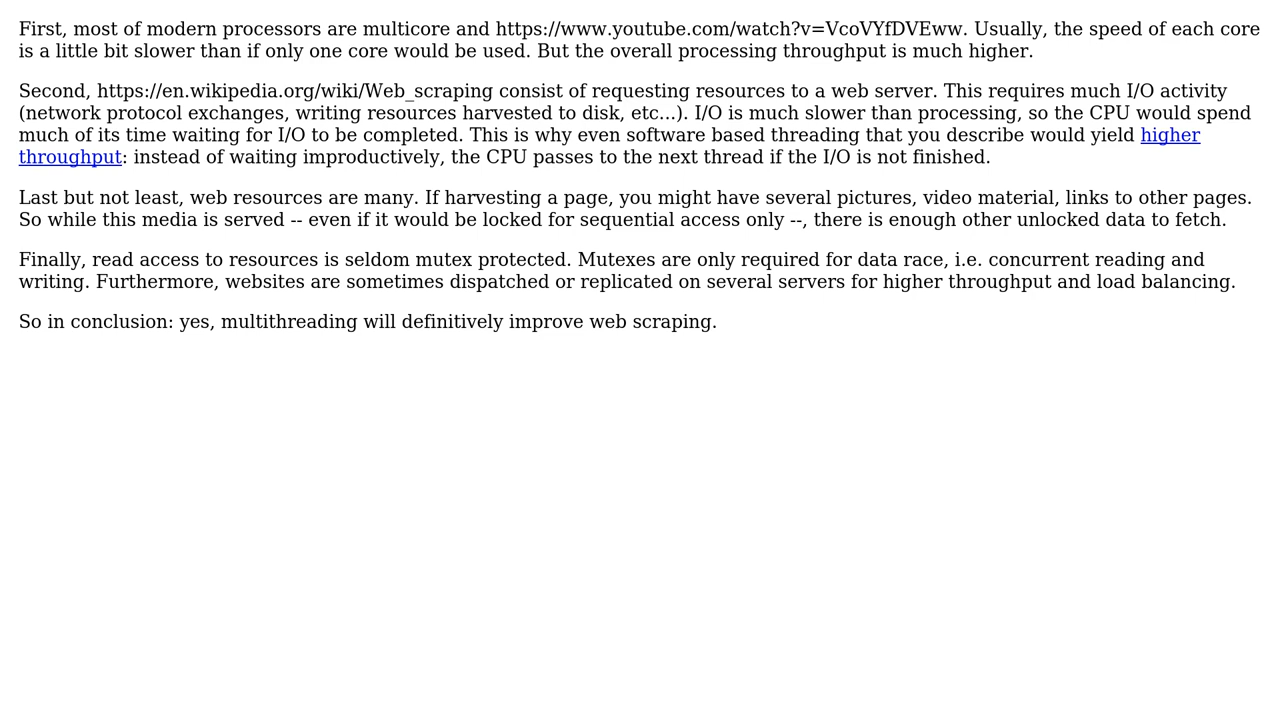 First, most of modern processors are multicore and https://www.youtube.com/watch?v=VcoVYfDVEww. Usually, the speed of each core
is a little bit slower than if only one core would be used. But the overall processing throughput is much higher.
Second, https://en.wikipedia.org/wiki/Web_scraping consist of requesting resources to a web server. This requires much I/O activity
(network protocol exchanges, writing resources harvested to disk, etc...). I/O is much slower than processing, so the CPU would spend
much of its time waiting for I/O to be completed. This is why even software based threading that you describe would yield higher
throughput: instead of waiting improductively, the CPU passes to the next thread if the I/O is not finished.
Last but not least, web resources are many. If harvesting a page, you might have several pictures, video material, links to other pages.
So while this media is served -- even if it would be locked for sequential access only --, there is enough other unlocked data to fetch.
Finally, read access to resources is seldom mutex protected. Mutexes are only required for data race, i.e. concurrent reading and
writing. Furthermore, websites are sometimes dispatched or replicated on several servers for higher throughput and load balancing.
So in conclusion: yes, multithreading will definitively improve web scraping.